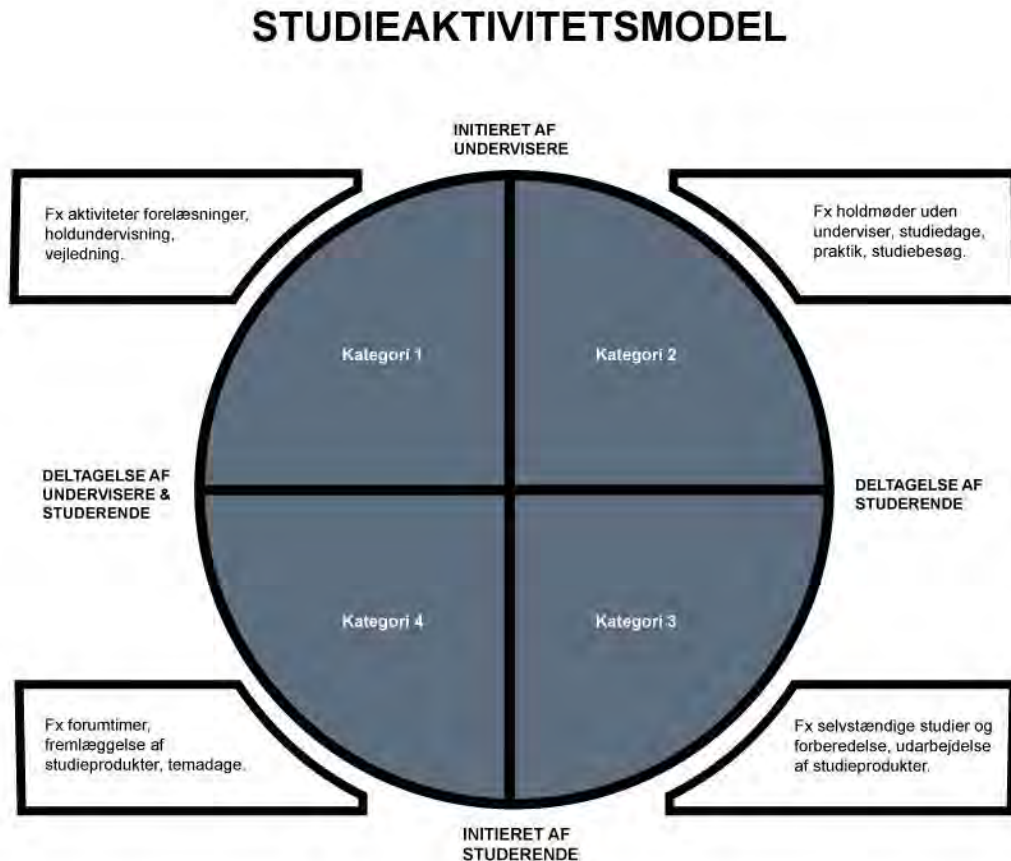 STUDIEAKTIVITETSMODEL
INITIERET AF
UNDERVISERE
Fx aktiviteter forelæsninger,
holdundervisning,
vejledning.
Fx holdmøder uden
underviser, studiedage,
praktik, studiebesøg.
Kategori 1
Kategori 2
DELTAGELSE AF
UNDERVISERE &
STUDERENDE
DELTAGELSE AF
STUDERENDE
Kategori 4
Kategori 3
Fx forumtimer,
fremlæggelse af
studieprodukter, temadage.
Fx selvstændige studier og
forberedelse, udarbejdelse
af studieprodukter.
INITIERET AF
STUDERENDE